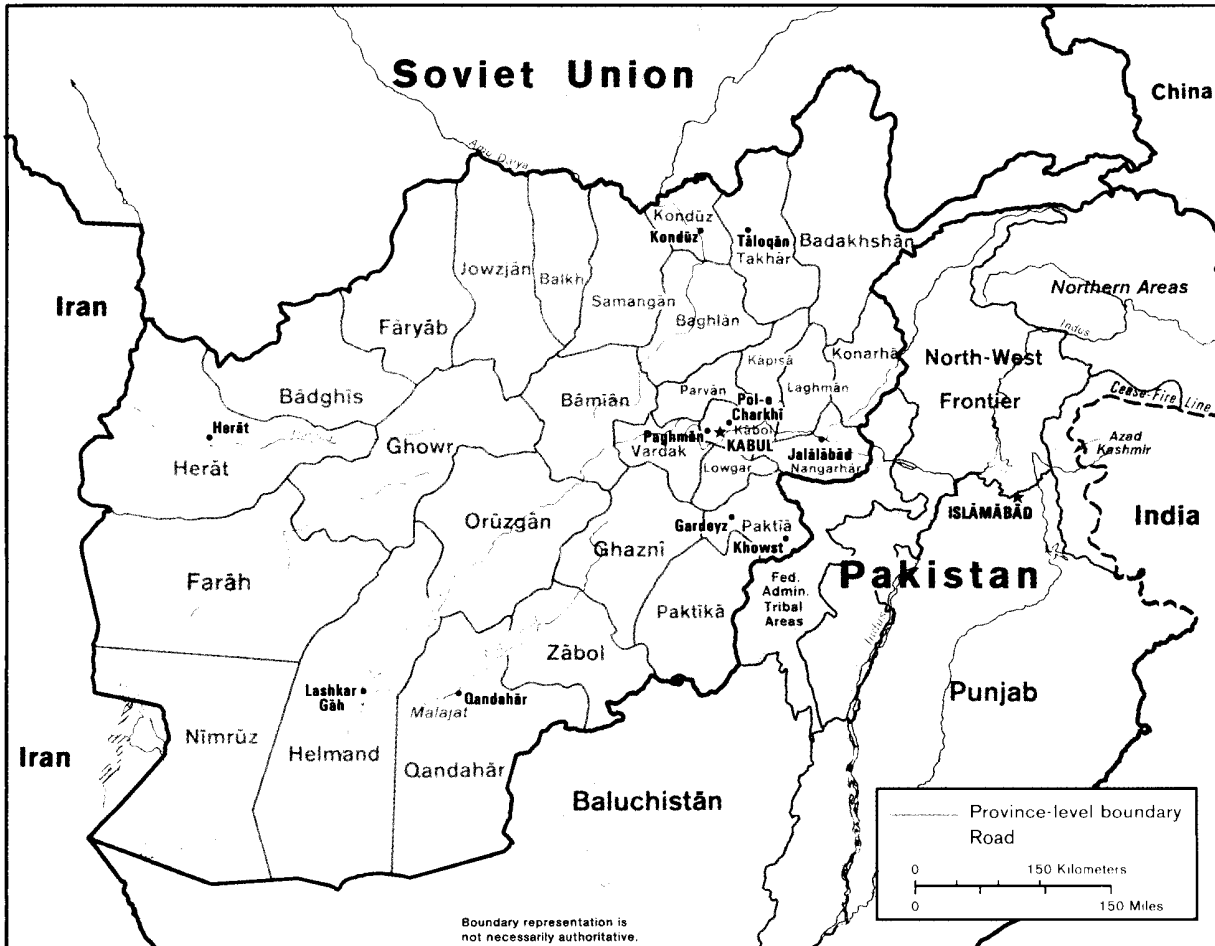 Soviet Union
China
Amu Darya
Kondūz
Kondūz
Tāloqān
Takhār
Badakhshān
Jowzjān
Balkh
Samangān
Baghlān
Northern Areas
Iran
Fāryāb
Indus
Kāpīsā
Konarhā
North-West
Frontier
Bādghīs
Parvān
Laghmān
Bāmīān
Pol-e
Charkhī
Cease-Fire Line
Herāt
Ghowr
Paghmān
Kābol
KABUL
Azad
Kashmir
Herāt
Vardak
Jalālābād
Lowgar
Nangarhār
Orūzgān
ISLĀMĀBĀD
India
Gardeyz
Paktīā
Ghaznī
Khowst
Farāh
Pakistan
Fed.
Admin.
Tribal
Areas
Paktīkā
Indus
Zābol
Lashkar
Gāh
Qandahār
Malajat
Punjab
Nīmrūz
Iran
Helmand
Qandahār
Baluchistān
Province-level boundary
Road
0 150 Kilometers
0 150 Miles
Boundary representation is
not necessarily authoritative.